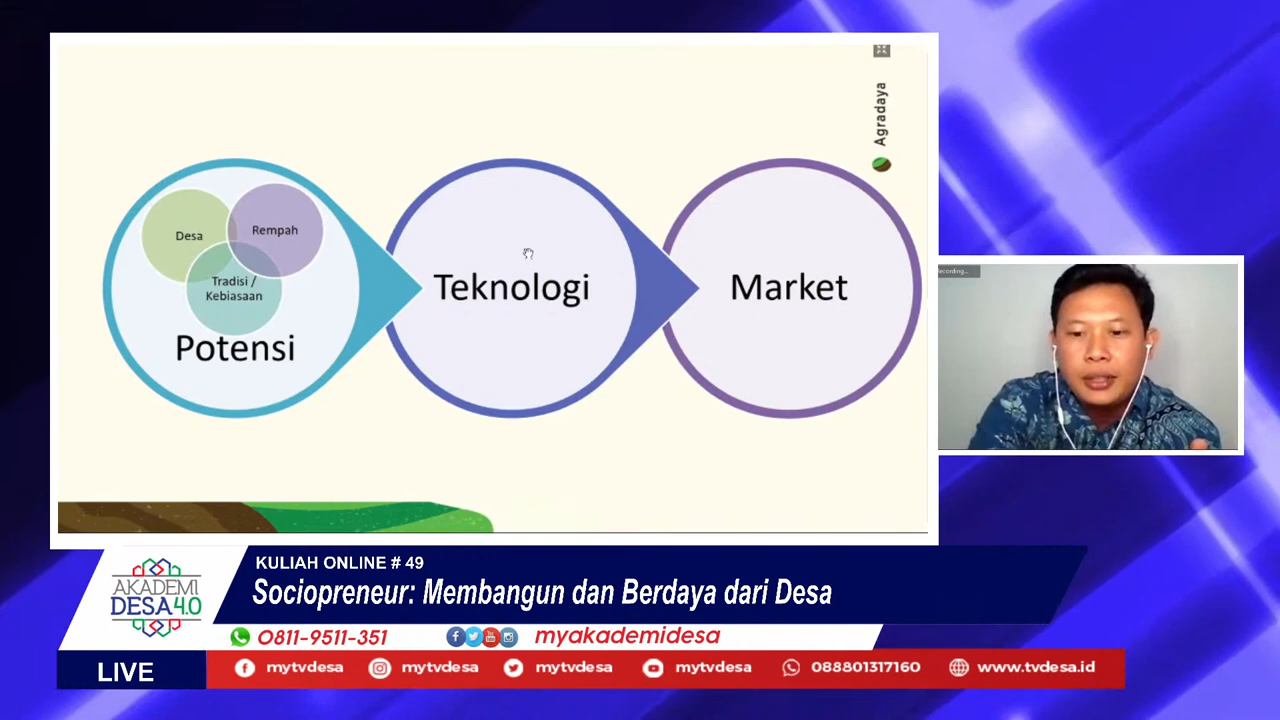 Agradaya
Desa
Rempah
Tradisi /
Kebiasaan
Potensi
Teknologi
Market
Recording...
KULIAH ONLINE # 49
Sociopreneur: Membangun dan Berdaya dari Desa
AKADEMI
DESA 4.0
0811-9511-351
myakademidesa
LIVE
mytvdesa
mytvdesa
mytvdesa
mytvdesa
088801317160
www.tvdesa.id